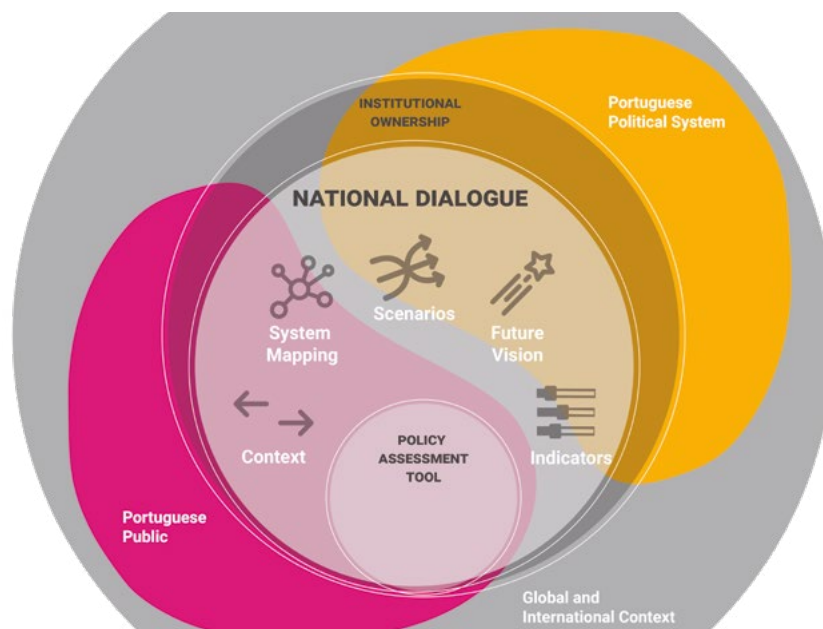 INSTITUTIONAL
OWNERSHIP
Portuguese
Political System
NATIONAL DIALOGUE
Scenarios
System
Mapping
Future
Vision
Context
POLICY
ASSESSMENT
TOOL
Indicators
Portuguese
Public
Global and
International Context